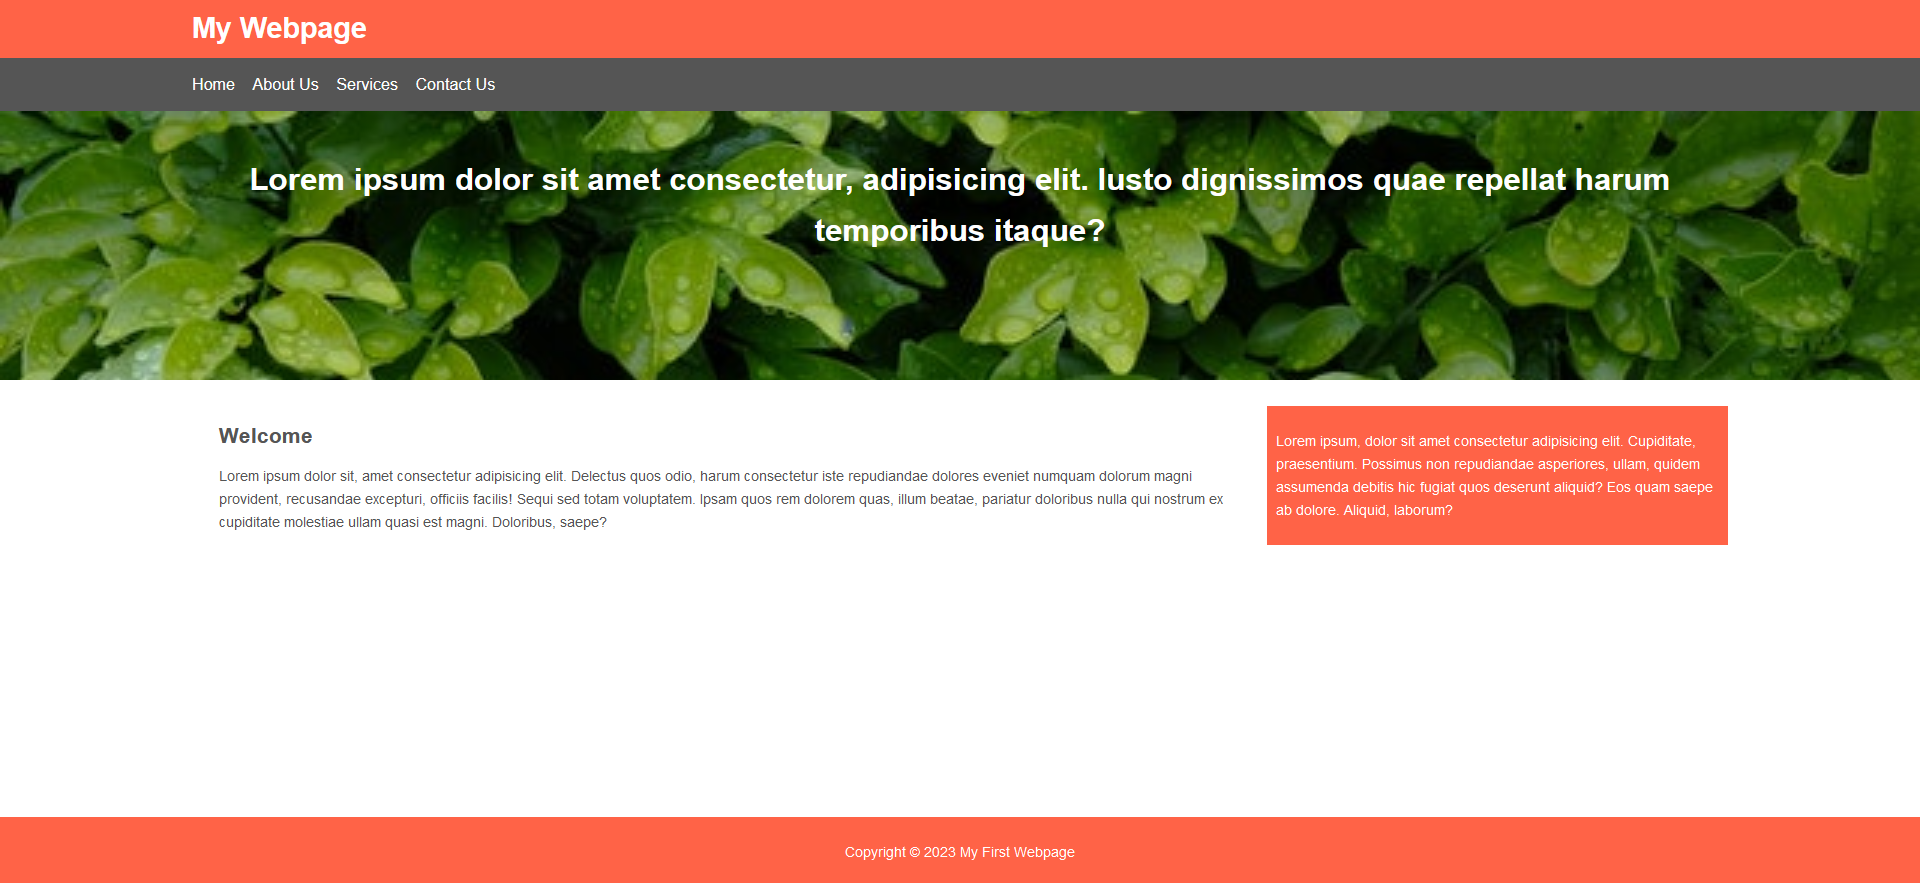 My Webpage
Home About Us Services Contact Us
Lorem ipsum dolor sit amet consectetur, adipisicing elit. Iusto dignissimos quae repellat harum
temporibus itaque?
Welcome
Lorem ipsum dolor sit, amet consectetur adipisicing elit. Delectus quos odio, harum consectetur iste repudiandae dolores eveniet numquam dolorum magni
provident, recusandae excepturi, officiis facilis! Sequi sed totam voluptatem. Ipsam quos rem dolorem quas, illum beatae, pariatur doloribus nulla qui nostrum ex
cupiditate molestiae ullam quasi est magni. Doloribus, saepe?
Lorem ipsum, dolor sit amet consectetur adipisicing elit. Cupiditate,
praesentium. Possimus non repudiandae asperiores, ullam, quidem
assumenda debitis hic fugiat quos deserunt aliquid? Eos quam saepe
ab dolore. Aliquid, laborum?
Copyright © 2023 My First Webpage